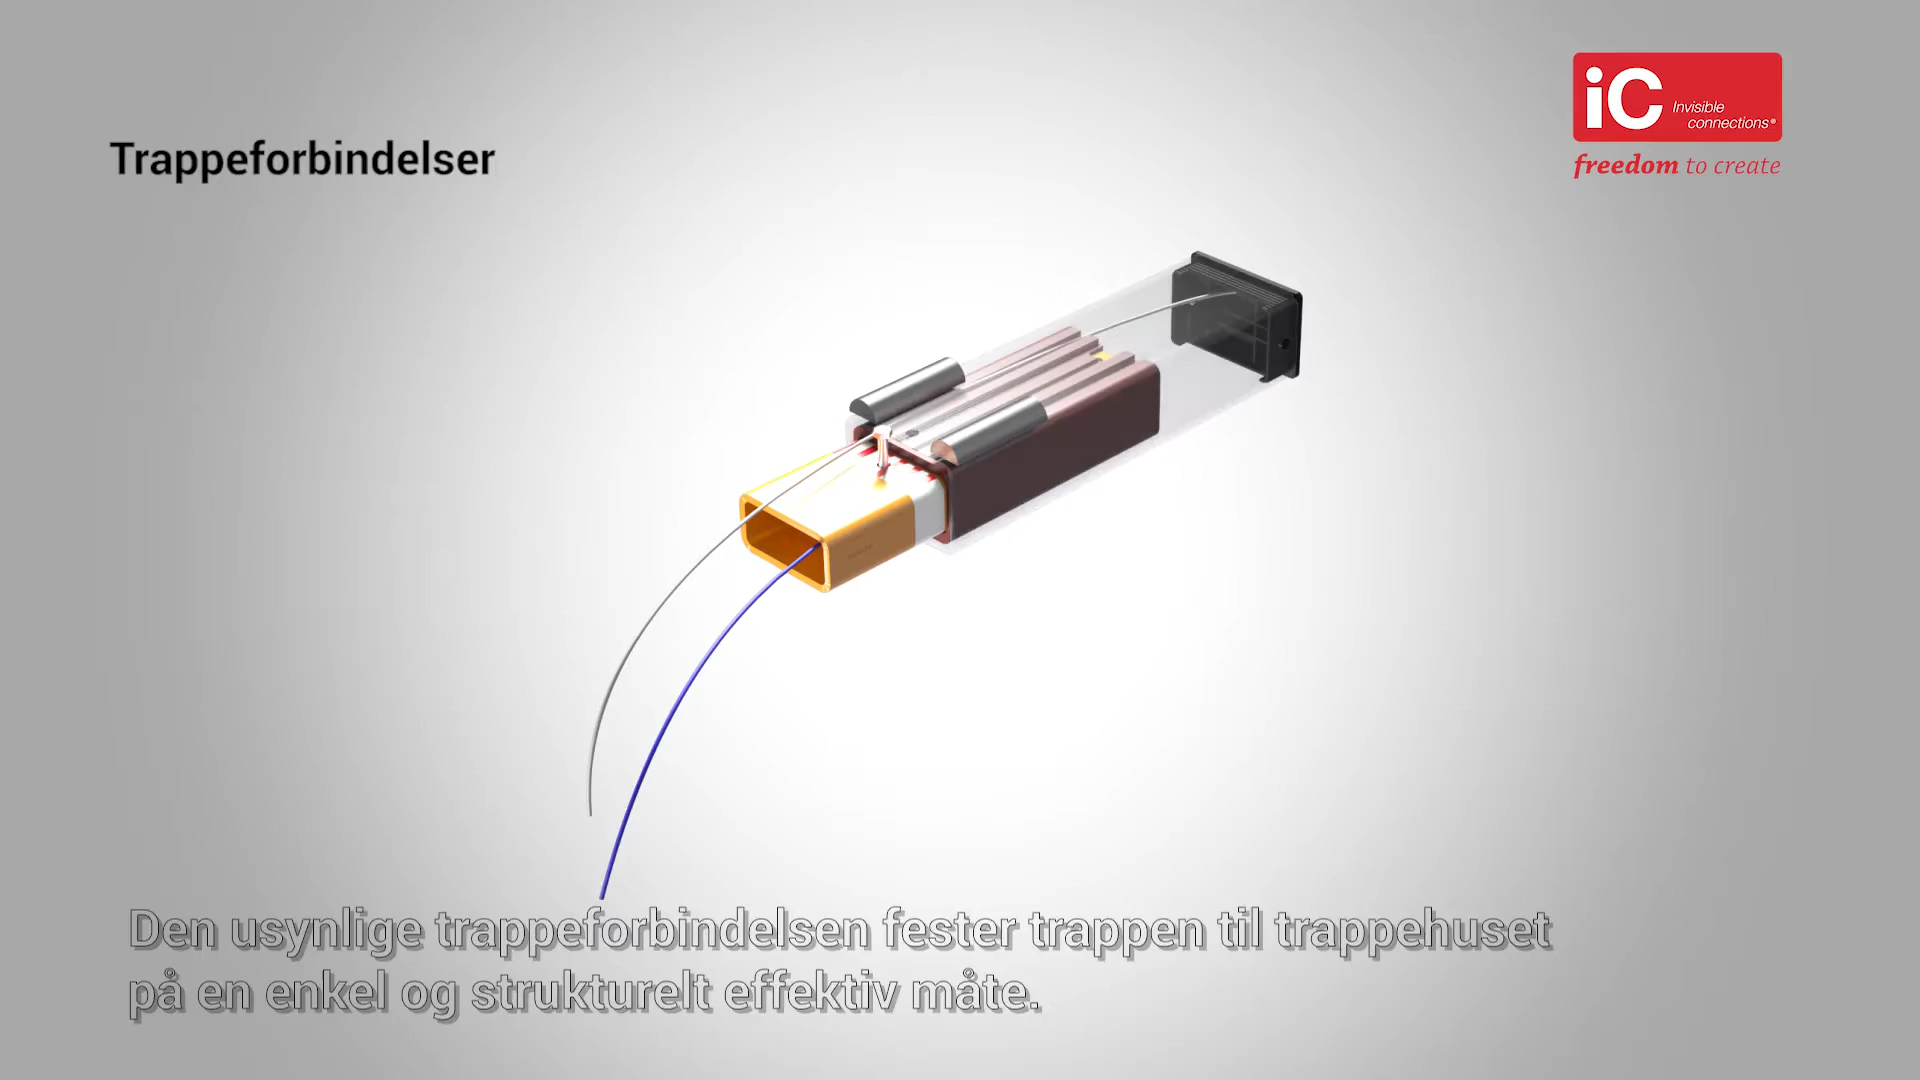 Trappeforbindelser
iC Invisible
connections®
freedom to create
Den usynlige trappeforbindelsen fester trappen til trappehuset
på en enkel og strukturelt effektiv måte.